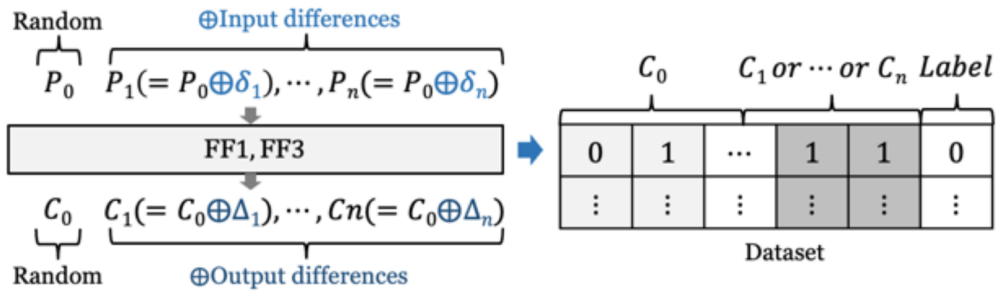 Random ⊕Input differences
P₀ P₁(= P₀⊕δ₁), ⋯ , Pₙ(= P₀⊕δₙ)
FF1, FF3
C₀ C₁(= C₀⊕Δ₁), ⋯ , Cn(= C₀⊕Δₙ)
Random ⊕Output differences
C₀ C₁ or ⋯ or Cₙ Label
0 1 ⋯ 1 1 0
⋮ ⋮ ⋮ ⋮ ⋮ ⋮
Dataset